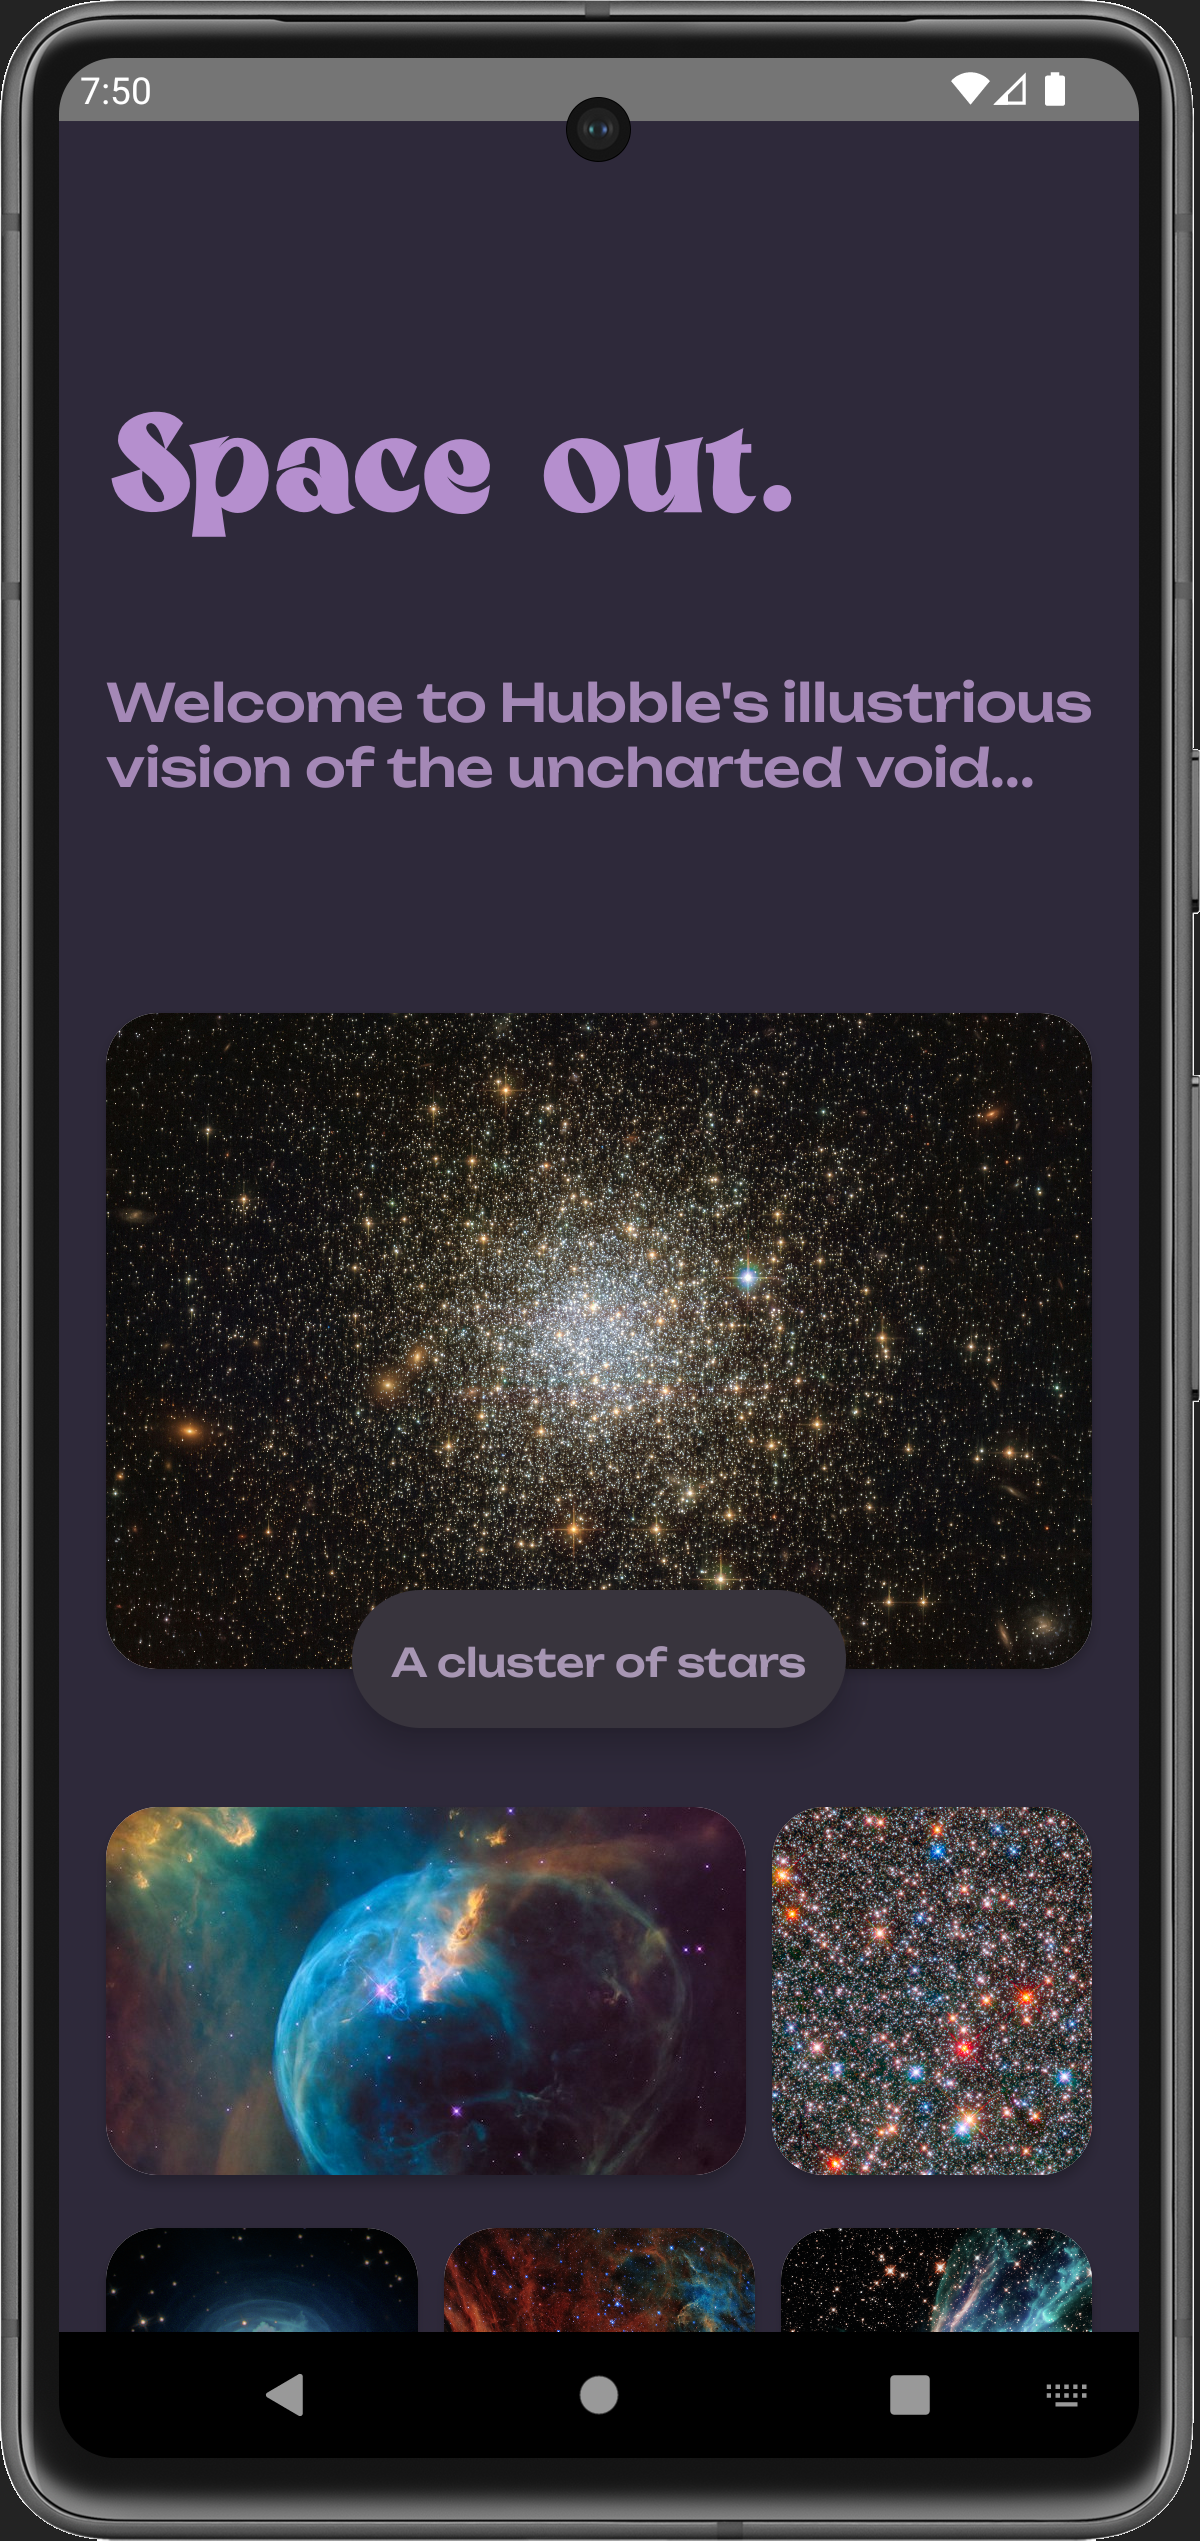 7:50
Space out.
Welcome to Hubble's illustrious
vision of the uncharted void...
A cluster of stars